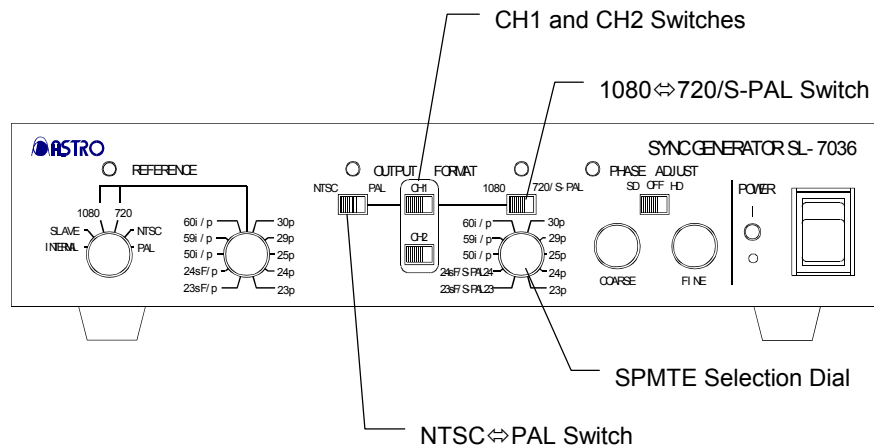 CH1 and CH2 Switches
1080⇔720/S-PAL Switch
ASTRO
SYNC GENERATOR SL-7036
REFERENCE
OUTPUT FORMAT
PHASE ADJUST
NTSC PAL
CH1
1080 720/S-PAL
SD OFF HD
POWER
1080 720
SLAVE NTSC
INTERNAL PAL
60i/p 30p
59i/p 29p
50i/p 25p
24sF/p 24p
23sF/p 23p
CH2
60i/p 30p
59i/p 29p
50i/p 25p
24sF/S-PAL24 24p
23sF/S-PAL23 23p
COARSE FINE
SPMTE Selection Dial
NTSC⇔PAL Switch